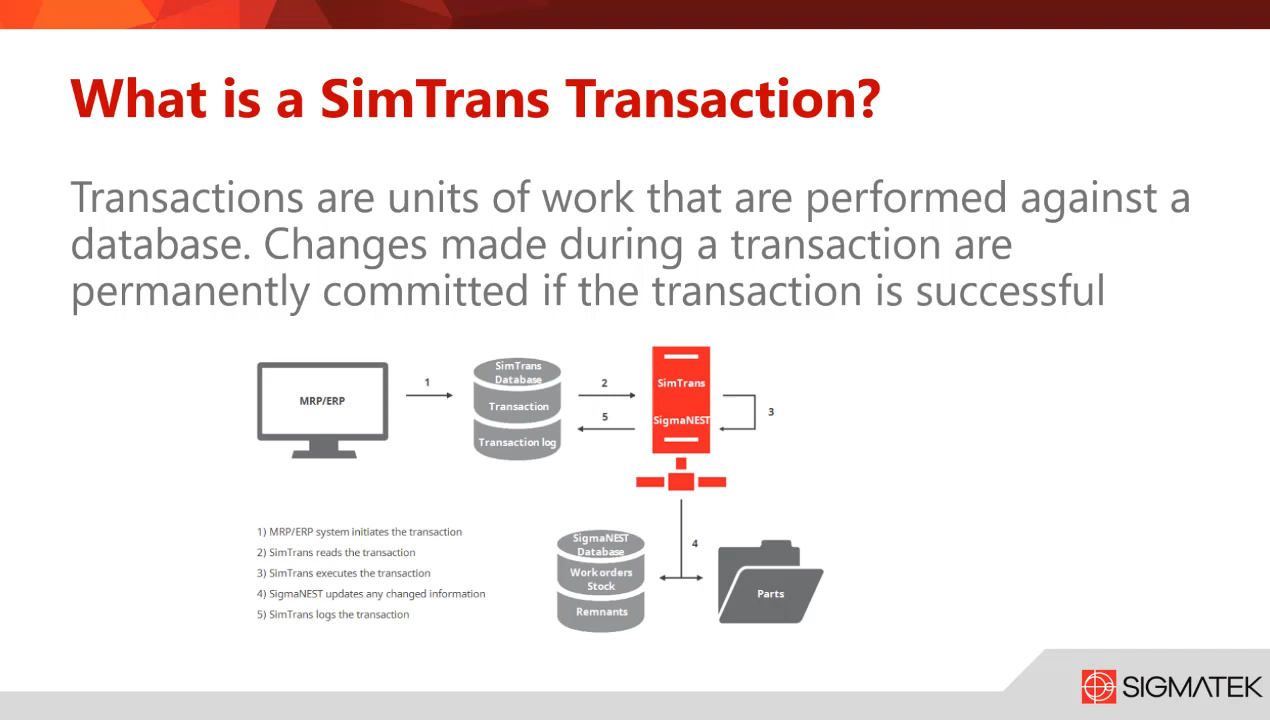 What is a SimTrans Transaction?
Transactions are units of work that are performed against a
database. Changes made during a transaction are
permanently committed if the transaction is successful
MRP/ERP
1
SimTrans
Database
Transaction
Transaction log
2
5
SimTrans
SigmaNEST
3
4
1) MRP/ERP system initiates the transaction
2) SimTrans reads the transaction
3) SimTrans executes the transaction
4) SigmaNEST updates any changed information
5) SimTrans logs the transaction
SigmaNEST
Database
Work orders
Stock
Remnants
Parts
SIGMATEK